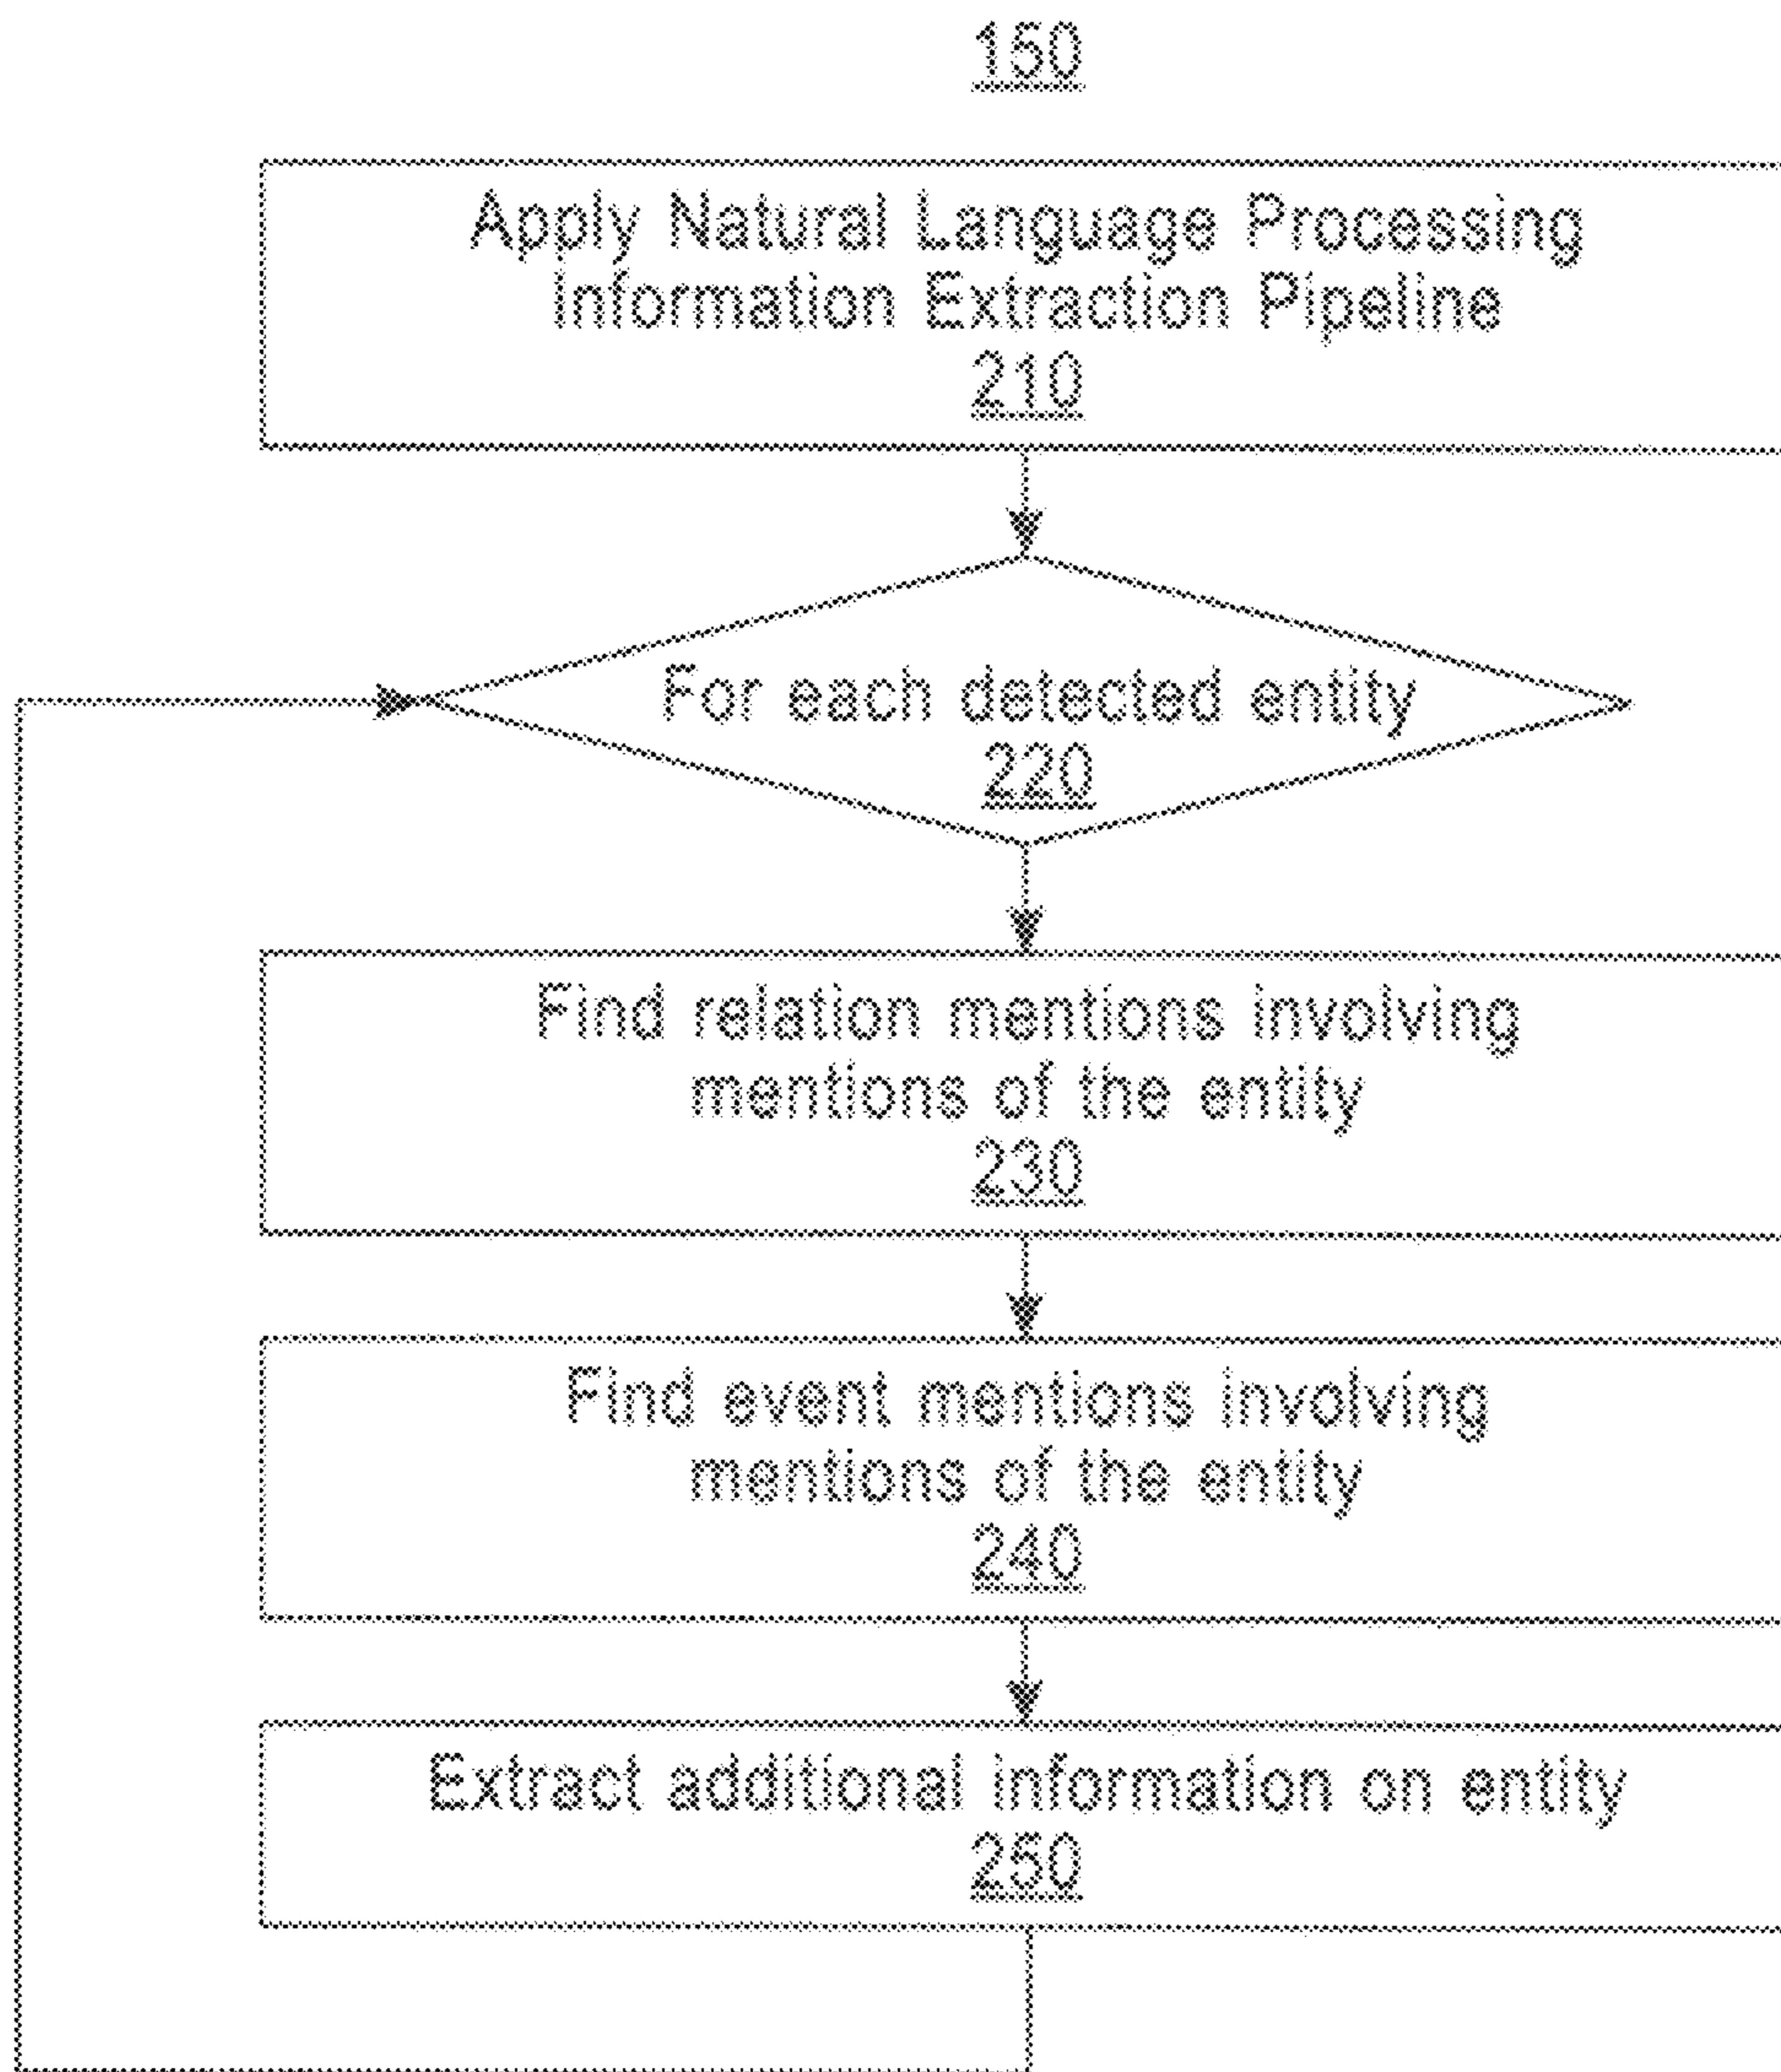 150
Apply Natural Language Processing
Information Extraction Pipeline
210
For each detected entity
220
Find relation mentions involving
mentions of the entity
230
Find event mentions involving
mentions of the entity
240
Extract additional information on entity
250